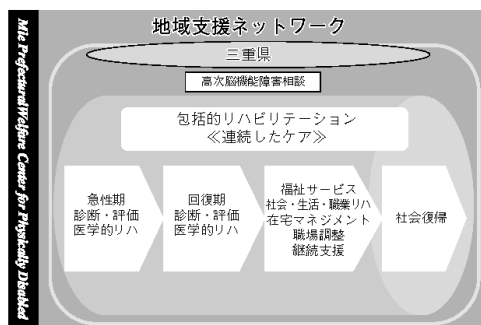 Mie Prefectural Welfare Center for Physically Disabled
地域支援ネットワーク
三重県
高次脳機能障害相談
包括的リハビリテーション
≪連続したケア≫
急性期
診断・評価
医学的リハ
回復期
診断・評価
医学的リハ
福祉サービス
社会・生活・職業リハ
在宅マネジメント
職場調整
継続支援
社会復帰